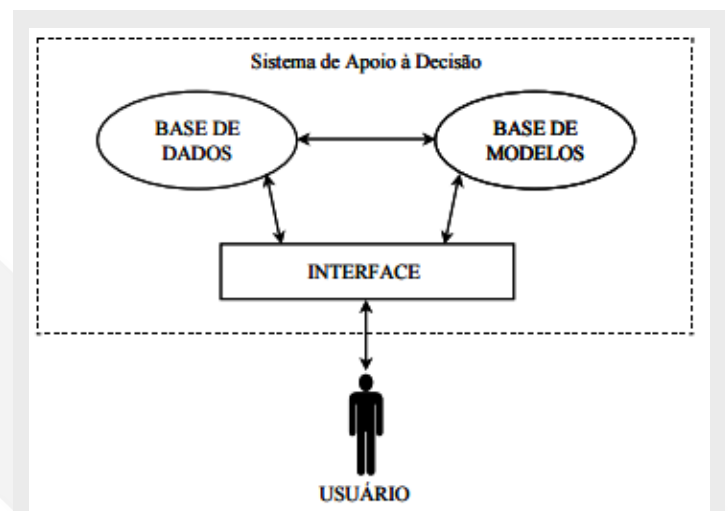 Sistema de Apoio à Decisão
BASE DE
DADOS
BASE DE
MODELOS
INTERFACE
USUÁRIO